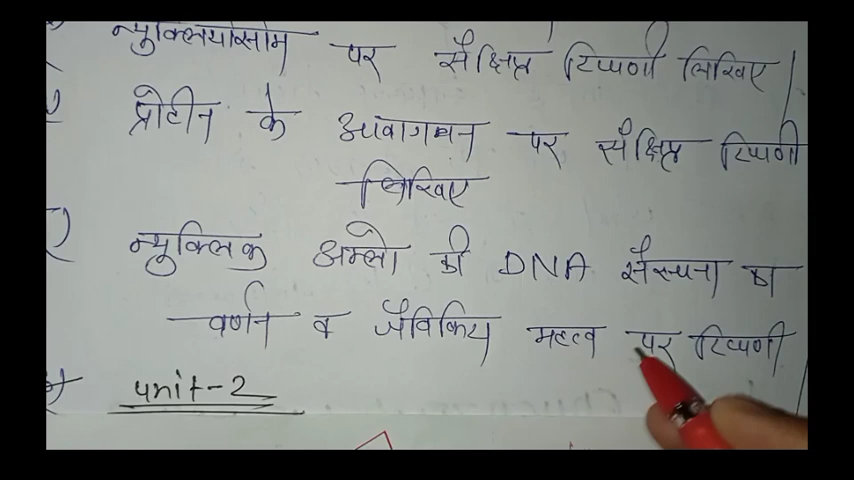 न्युक्लियोसोम पर संक्षिप्त टिप्पणी लिखिए।
प्रोटीन के आवागमन पर संक्षिप्त टिप्पणी
लिखिए
न्युक्लिक अम्लो की DNA संरचना का
वर्णन व जैविकिय महत्व पर टिप्पणी
Unit-2